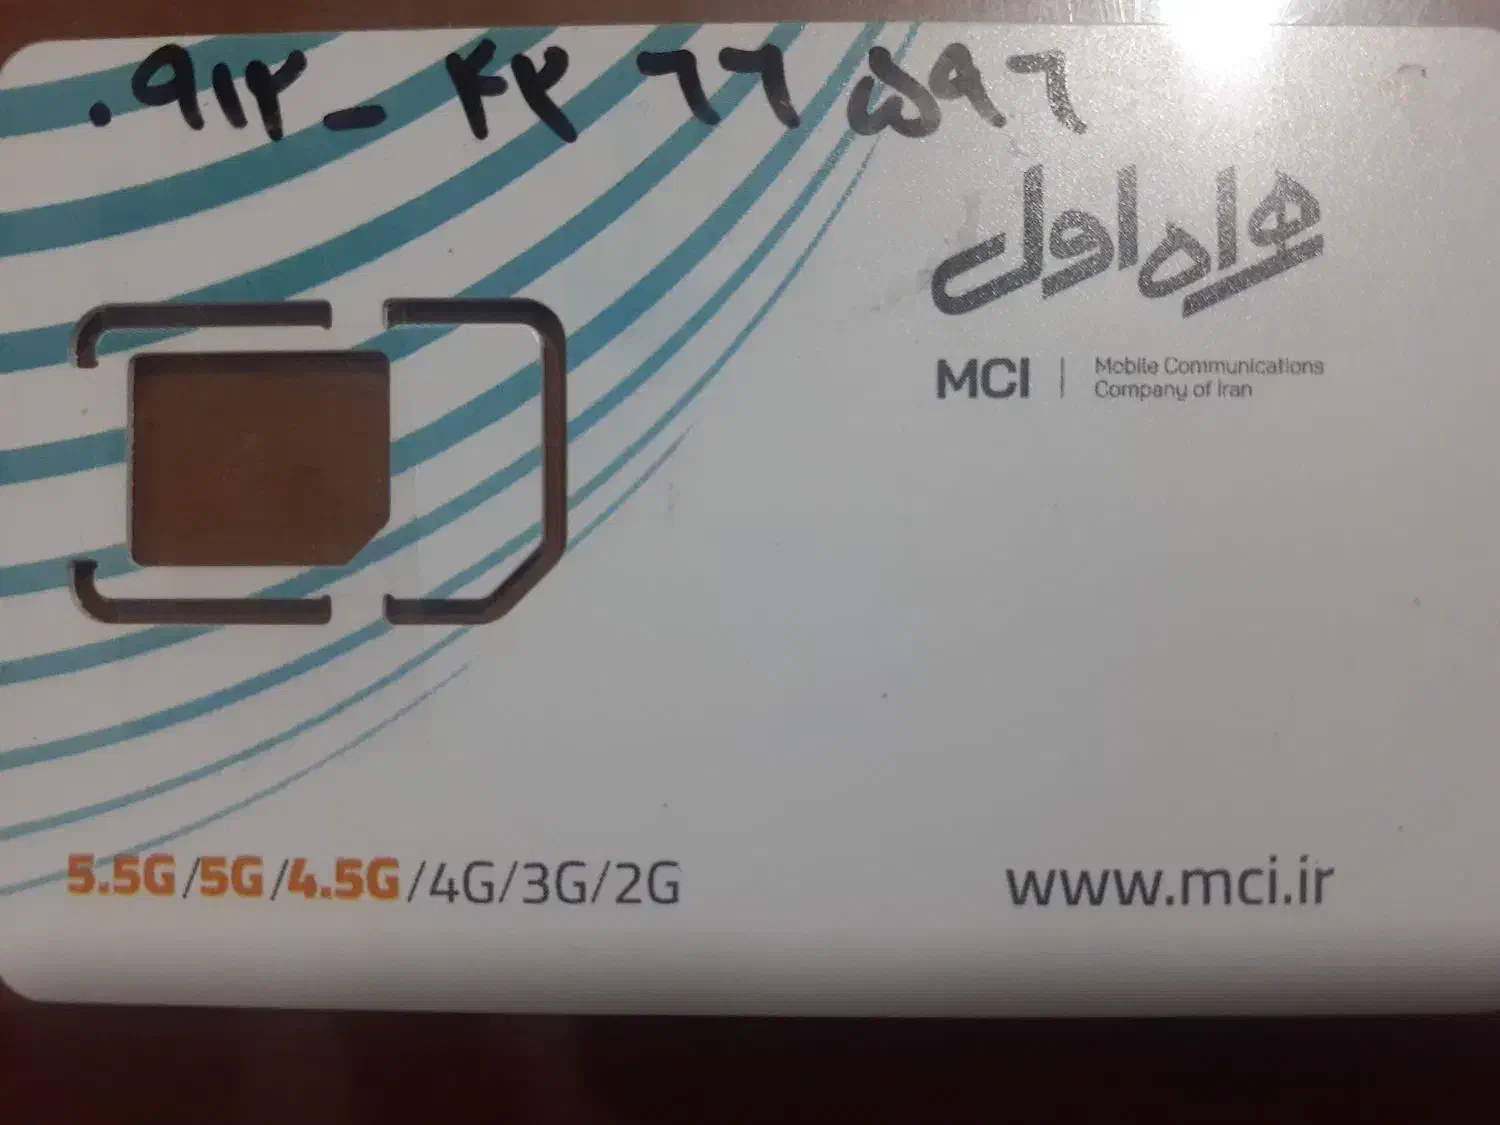 ۰۹۱۲ - ۴۳ ۶۶ ۵۹۶
همراه اول
MCI | Mobile Communications
Company of Iran
5.5G/5G/4.5G/4G/3G/2G
www.mci.ir